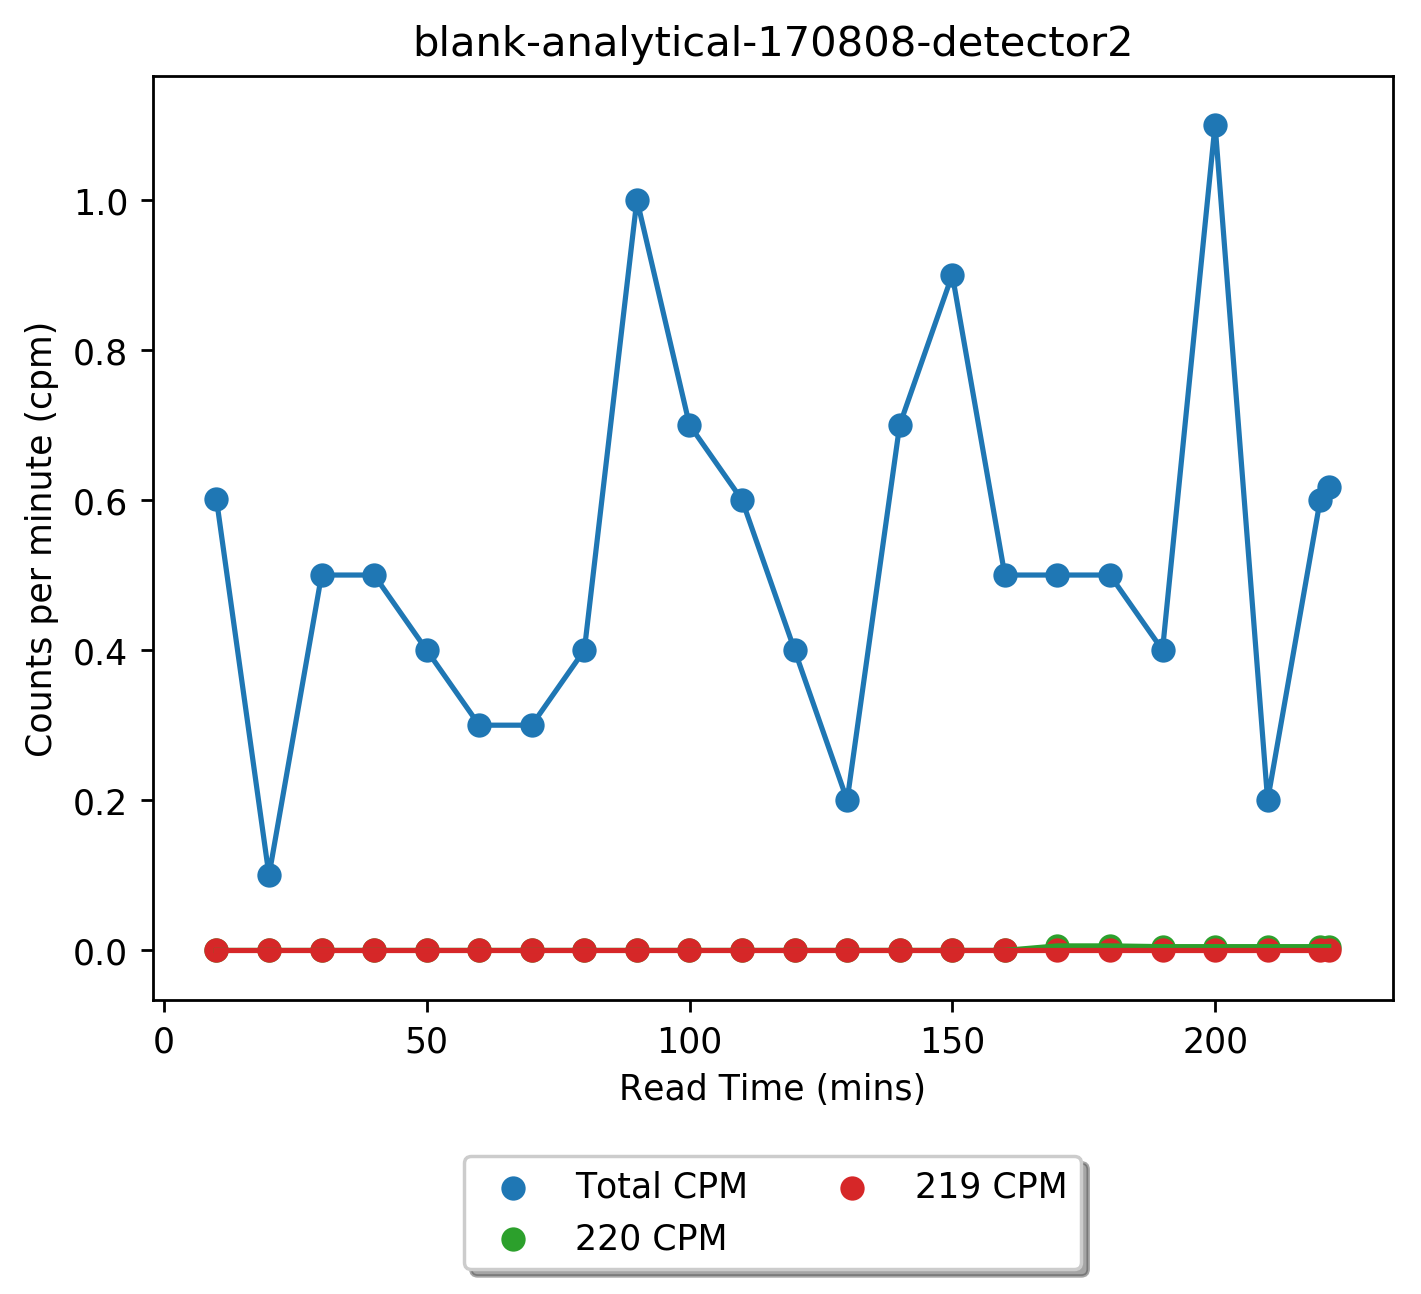 blank-analytical-170808-detector2
Counts per minute (cpm)
1.0
0.8
0.6
0.4
0.2
0.0
0 50 100 150 200
Read Time (mins)
Total CPM 219 CPM
220 CPM